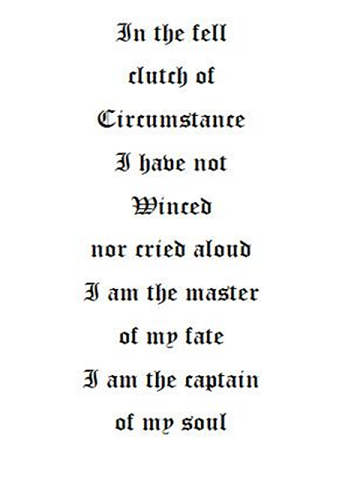 In the fell
clutch of
Circumstance
I have not
Winced
nor cried aloud
I am the master
of my fate
I am the captain
of my soul